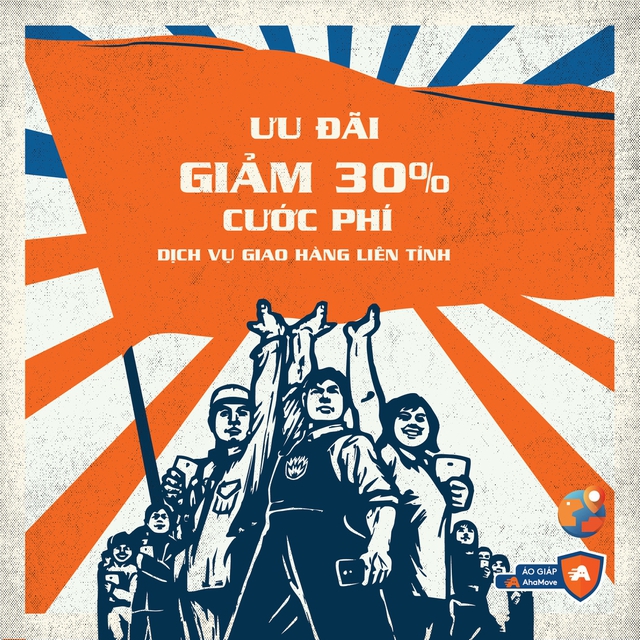 ƯU ĐÃI
GIẢM 30%
CƯỚC PHÍ
DỊCH VỤ GIAO HÀNG LIÊN TỈNH
ÁO GIÁP
AhaMove